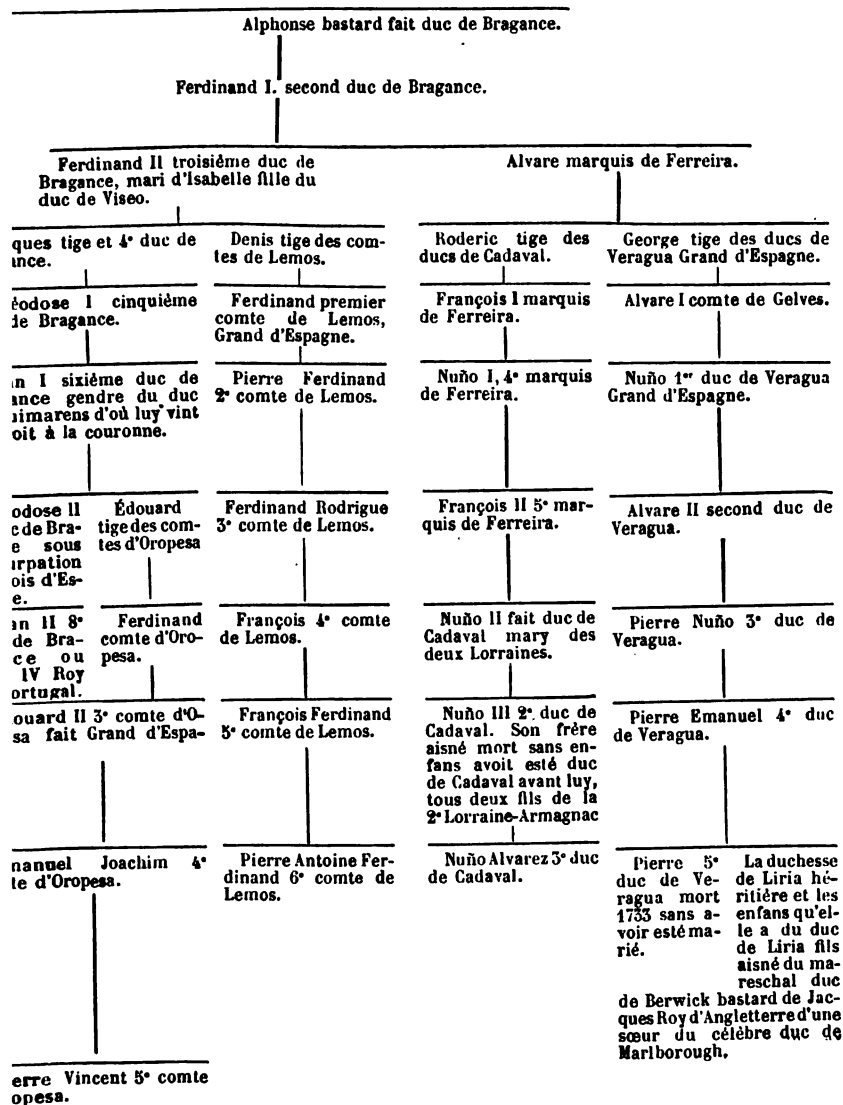 Alphonse bastard fait duc de Bragance.
Ferdinand I. second duc de Bragance.
Ferdinand II troisième duc de
Bragance, mari d'Isabelle fille du
duc de Viseo.
Alvare marquis de Ferreira.
ques tige et 4e duc de
ance.
Denis tige des com-
tes de Lemos.
Roderic tige des
ducs de Cadaval.
George tige des ducs de
Veragua Grand d'Espagne.
éodose I cinquième
de Bragance.
Ferdinand premier
comte de Lemos,
Grand d'Espagne.
François I marquis
de Ferreira.
Alvare I comte de Gelves.
n I sixième duc de
ance gendre du duc
uimarens d'où luy vint
oit à la couronne.
Pierre Ferdinand
2e comte de Lemos.
Nuño I, 4e marquis
de Ferreira.
Nuño 1er duc de Veragua
Grand d'Espagne.
odose II
c de Bra-
e sous
urpation
ois d'Es-
e.
Édouard
tige des com-
tes d'Oropesa
Ferdinand Rodrigue
3e comte de Lemos.
François II 5e mar-
quis de Ferreira.
Alvare II second duc de
Veragua.
an II 8e
de Bra-
ce ou
IV Roy
ortugal.
Ferdinand
comte d'Oro-
pesa.
François 4e comte
de Lemos.
Nuño II fait duc de
Cadaval mary des
deux Lorraines.
Pierre Nuño 3e duc de
Veragua.
ouard II 3e comte d'O-
sa fait Grand d'Espa-
François Ferdinand
5e comte de Lemos.
Nuño III 2e. duc de
Cadaval. Son frère
aisné mort sans en-
fans avoit esté duc
de Cadaval avant luy,
tous deux fils de la
2e Lorraine-Armagnac
Pierre Emanuel 4e duc
de Veragua.
nanuel Joachim 4e
te d'Oropesa.
Pierre Antoine Fer-
dinand 6e comte de
Lemos.
Nuño Alvarez 3e duc
de Cadaval.
Pierre 5e
duc de Ve-
ragua mort
1733 sans a-
voir esté ma-
rié.
La duchesse
de Liria hé-
ritière et les
enfans qu'el-
le a du duc
de Liria fils
aisné du ma-
reschal duc
de Berwick bastard de Jac-
ques Roy d'Angletterre d'une
sœur du célèbre duc de
Marlborough.
erre Vincent 5e comte
opesa.